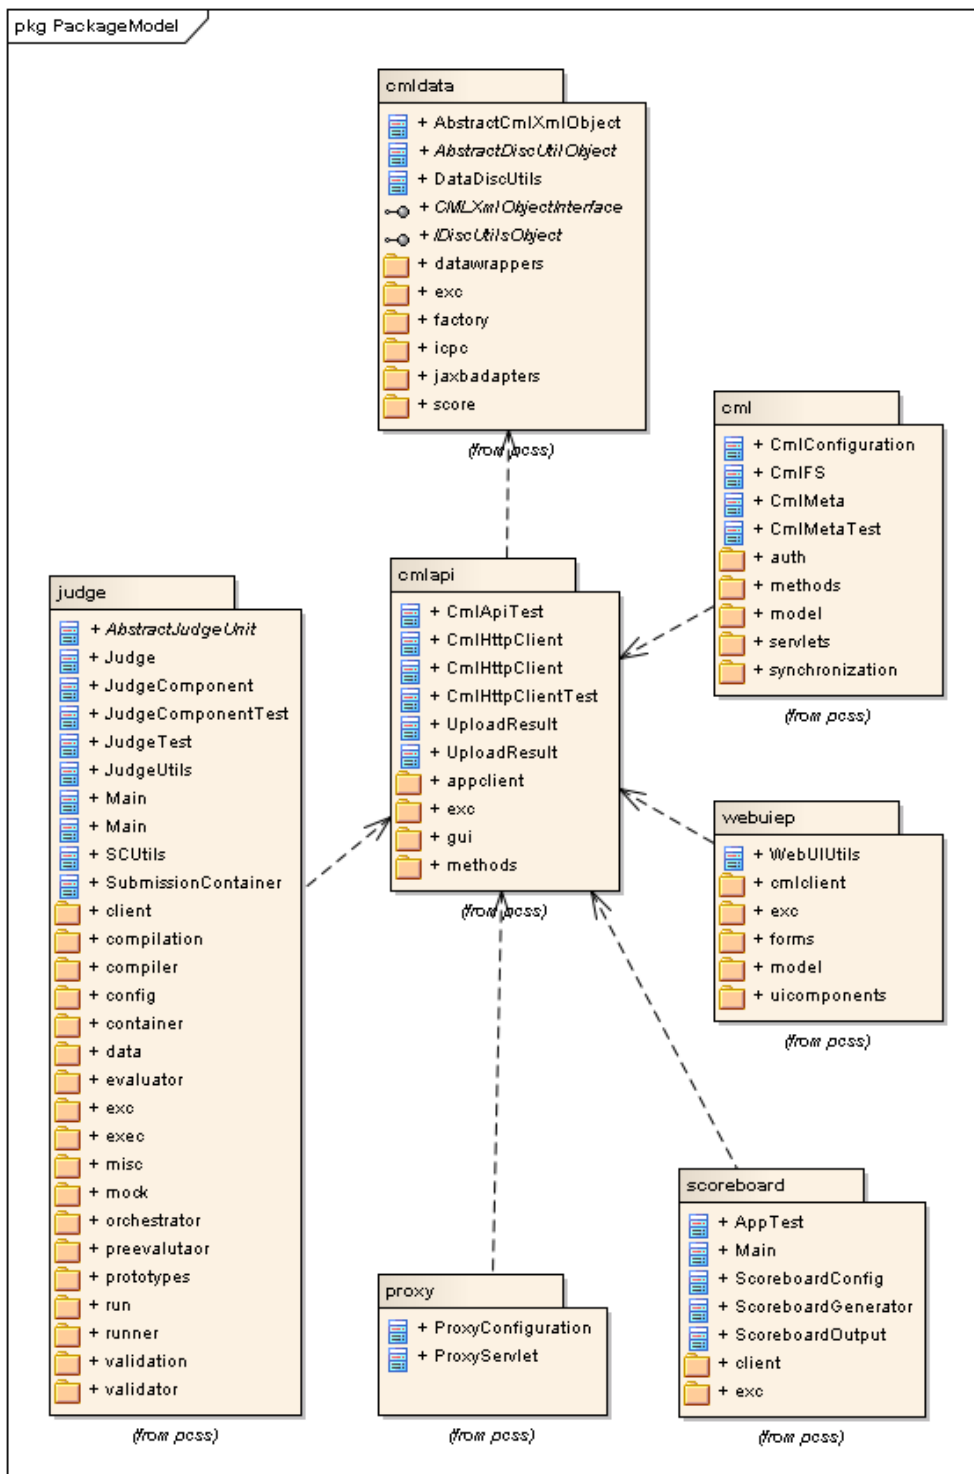 pkg PackageModel
cmldata
+ AbstractCmlXmlObject
+ AbstractDiscUtilObject
+ DataDiscUtils
+ CMLXmlObjectInterface
+ IDiscUtilsObject
+ datawrappers
+ exc
+ factory
+ icpc
+ jaxbadapters
+ score
(from pcss)
cml
+ CmlConfiguration
+ CmlFS
+ CmlMeta
+ CmlMetaTest
+ auth
+ methods
+ model
+ servlets
+ synchronization
(from pcss)
cmlapi
+ CmlApiTest
+ CmlHttpClient
+ CmlHttpClient
+ CmlHttpClientTest
+ UploadResult
+ UploadResult
+ appclient
+ exc
+ gui
+ methods
(from pcss)
judge
+ AbstractJudgeUnit
+ Judge
+ JudgeComponent
+ JudgeComponentTest
+ JudgeTest
+ JudgeUtils
+ Main
+ Main
+ SCUtils
+ SubmissionContainer
+ client
+ compilation
+ compiler
+ config
+ container
+ data
+ evaluator
+ exc
+ exec
+ misc
+ mock
+ orchestrator
+ preevalutaor
+ prototypes
+ run
+ runner
+ validation
+ validator
(from pcss)
webuiep
+ WebUIUtils
+ cmlclient
+ exc
+ forms
+ model
+ uicomponents
(from pcss)
proxy
+ ProxyConfiguration
+ ProxyServlet
(from pcss)
scoreboard
+ AppTest
+ Main
+ ScoreboardConfig
+ ScoreboardGenerator
+ ScoreboardOutput
+ client
+ exc
(from pcss)